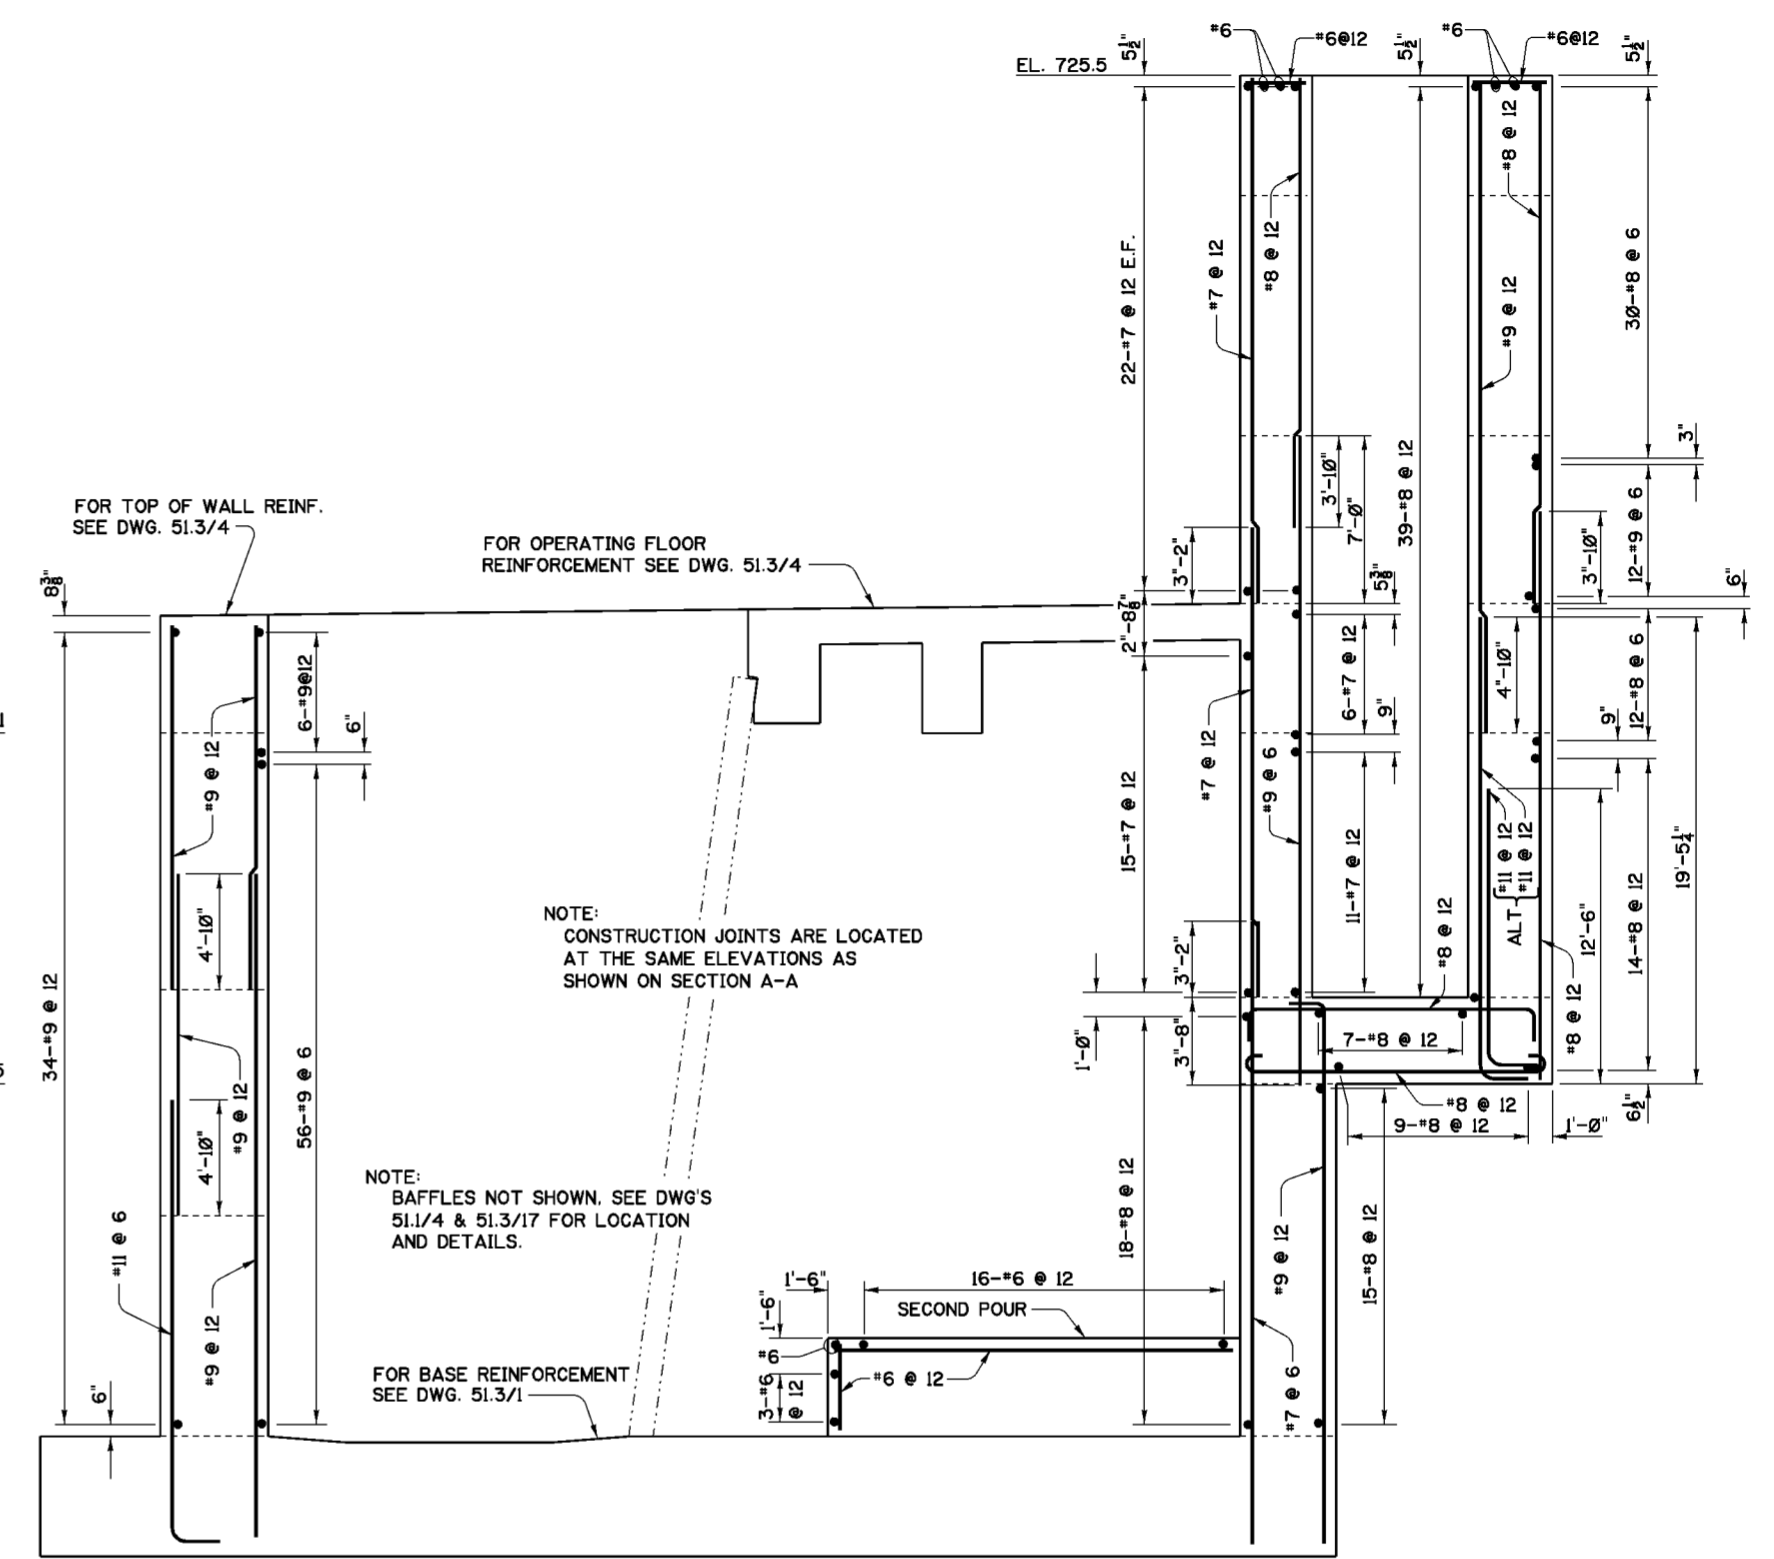 #6
#6@12
#6
#6@12
5½"
5½"
5½"
EL. 725.5
#8 @ 12
#7 @ 12
#8 @ 12
#9 @ 12
22-#7 @ 12 E.F.
39-#8 @ 12
30-#8 @ 6
3"
3'-10"
7'-0"
12-#9 @ 6
3'-10"
6"
3"-2"
5⅜"
2"-8⅞"
FOR TOP OF WALL REINF.
SEE DWG. 51.3/4
FOR OPERATING FLOOR
REINFORCEMENT SEE DWG. 51.3/4
8⅜"
6-#9@12
6"
#9 @ 12
6-#7 @ 12
9"
4"-10"
12-#8 @ 6
9"
#7 @ 12
#9 @ 6
15-#7 @ 12
11-#7 @ 12
#11 @ 12
#11 @ 12
ALT
19'-5¼"
14-#8 @ 12
12'-6"
#8 @ 12
#8 @ 12
4'-10"
34-#9 @ 12
NOTE:
CONSTRUCTION JOINTS ARE LOCATED
AT THE SAME ELEVATIONS AS
SHOWN ON SECTION A-A
3"-2"
3"-8"
1'-0"
7-#8 @ 12
#8 @ 12
9-#8 @ 12
6½"
1'-0"
#9 @ 12
4'-10"
56-#9 @ 6
NOTE:
BAFFLES NOT SHOWN, SEE DWG'S
51.1/4 & 51.3/17 FOR LOCATION
AND DETAILS.
#11 @ 6
#9 @ 12
18-#8 @ 12
#9 @ 12
15-#8 @ 12
1'-6"
16-#6 @ 12
1'-6"
SECOND POUR
#6
#6 @ 12
3-#6
@ 12
#7 @ 6
FOR BASE REINFORCEMENT
SEE DWG. 51.3/1
6"